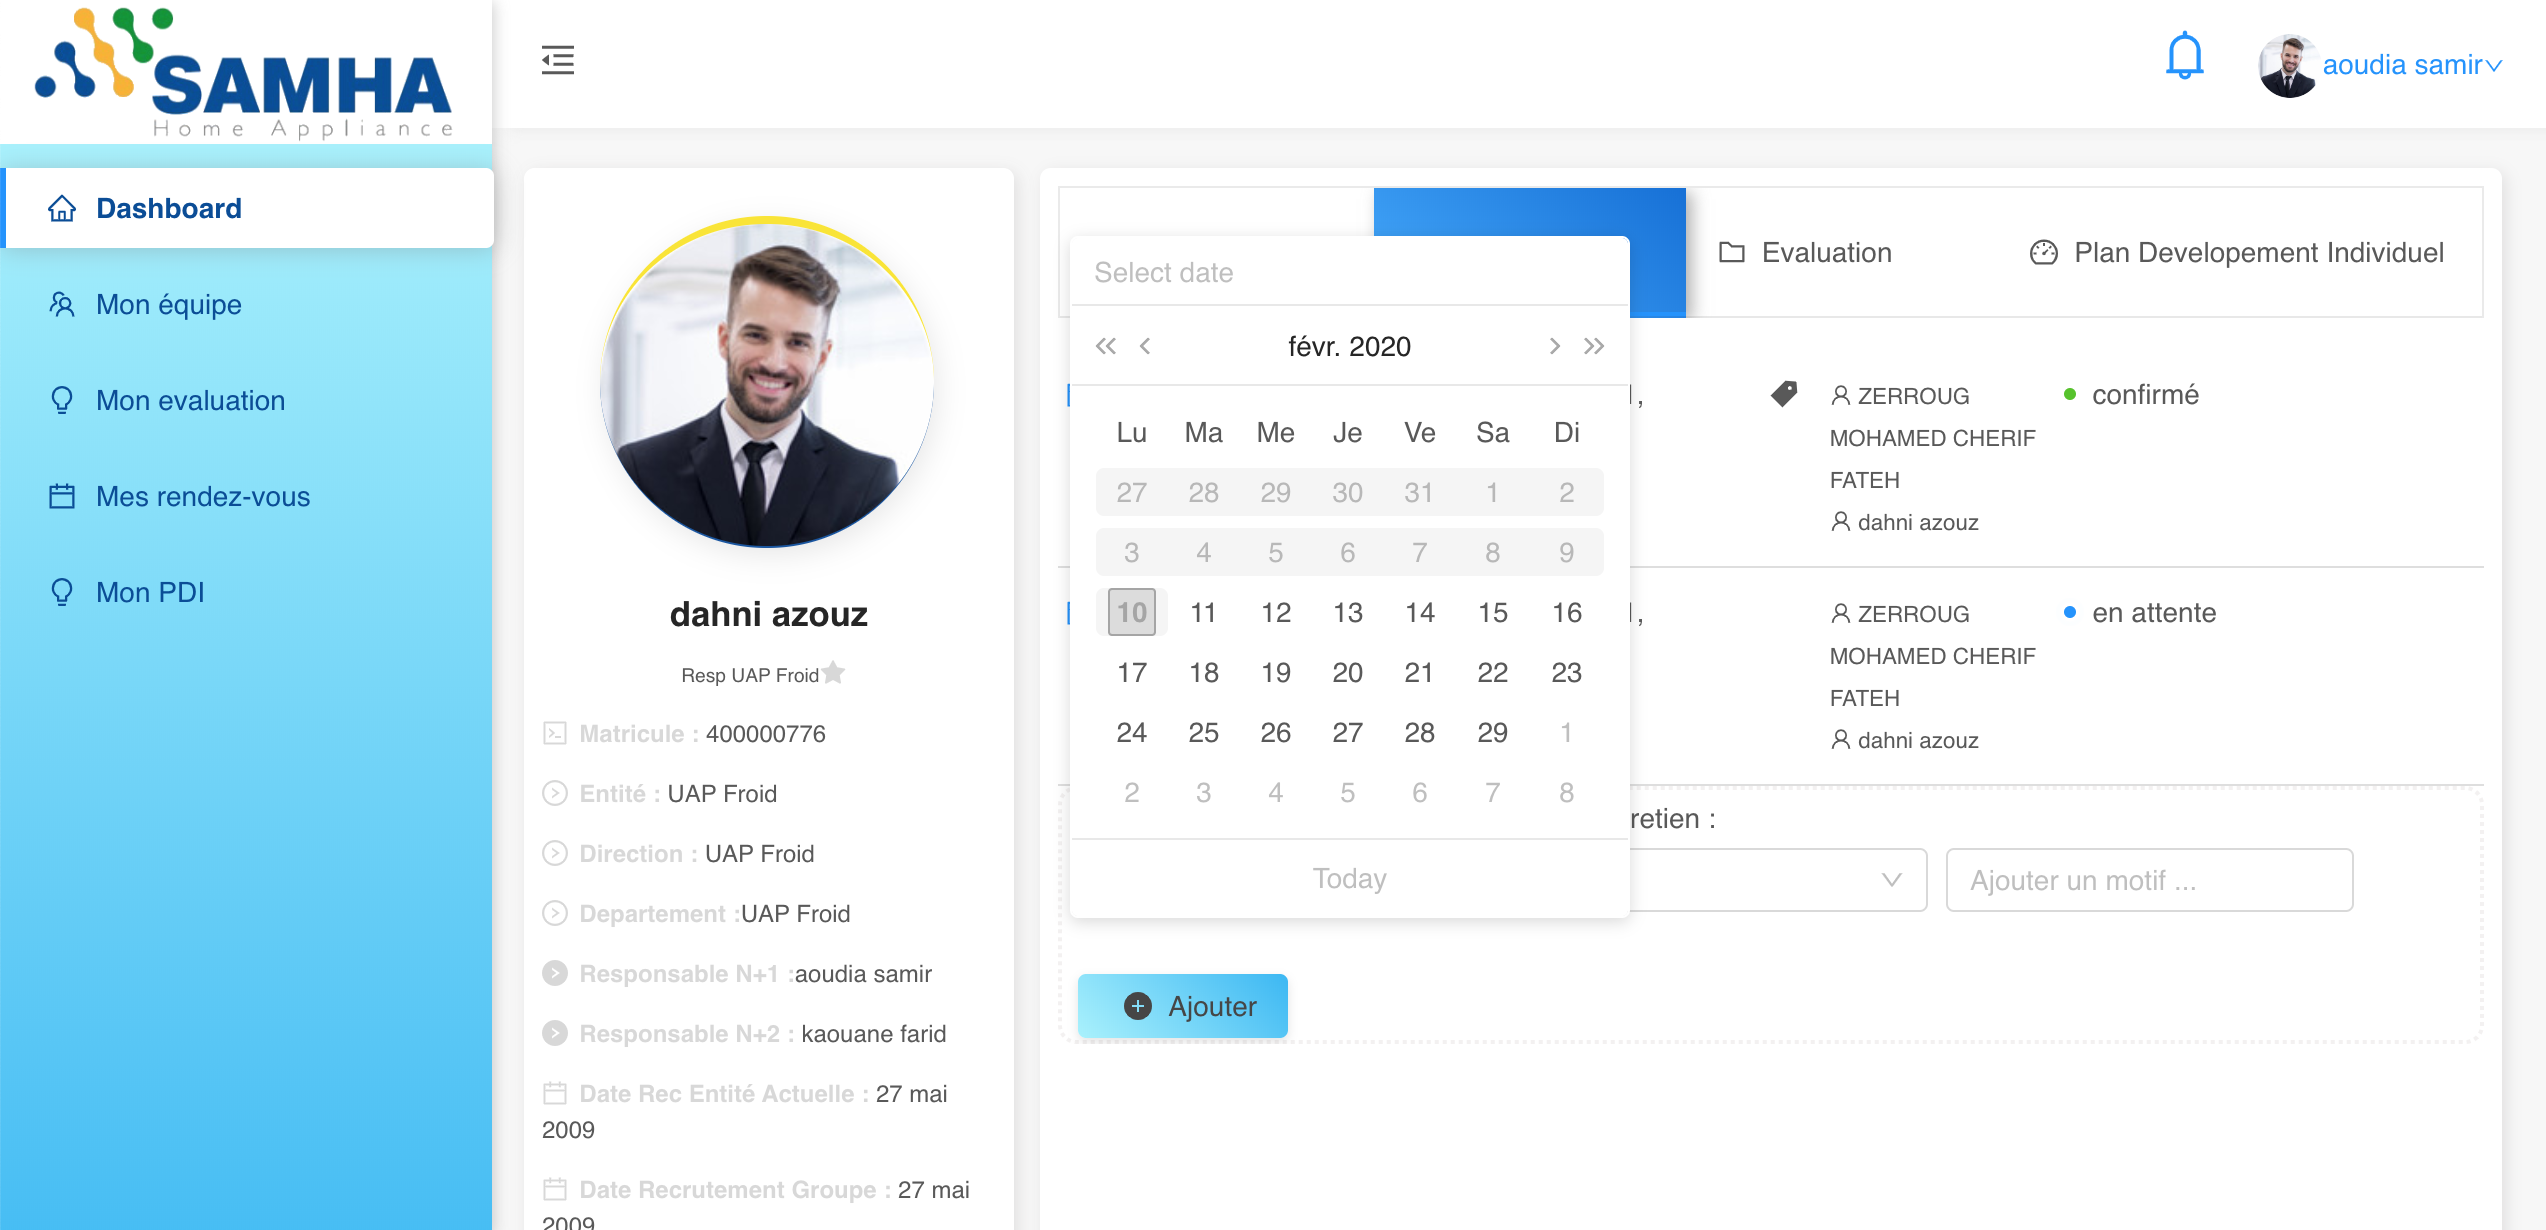 SAMHA
Home Appliance
aoudia samir
Dashboard
Mon équipe
Mon evaluation
Mes rendez-vous
Mon PDI
dahni azouz
Resp UAP Froid
Matricule : 400000776
Entité : UAP Froid
Direction : UAP Froid
Departement :UAP Froid
Responsable N+1 :aoudia samir
Responsable N+2 : kaouane farid
Date Rec Entité Actuelle : 27 mai
2009
Date Recrutement Groupe : 27 mai
2009
Evaluation
Plan Developement Individuel
Select date
févr. 2020
Lu Ma Me Je Ve Sa Di
27 28 29 30 31 1 2
3 4 5 6 7 8 9
10 11 12 13 14 15 16
17 18 19 20 21 22 23
24 25 26 27 28 29 1
2 3 4 5 6 7 8
Today
ZERROUG
MOHAMED CHERIF
FATEH
dahni azouz
confirmé
ZERROUG
MOHAMED CHERIF
FATEH
dahni azouz
en attente
retien :
Ajouter un motif ...
Ajouter